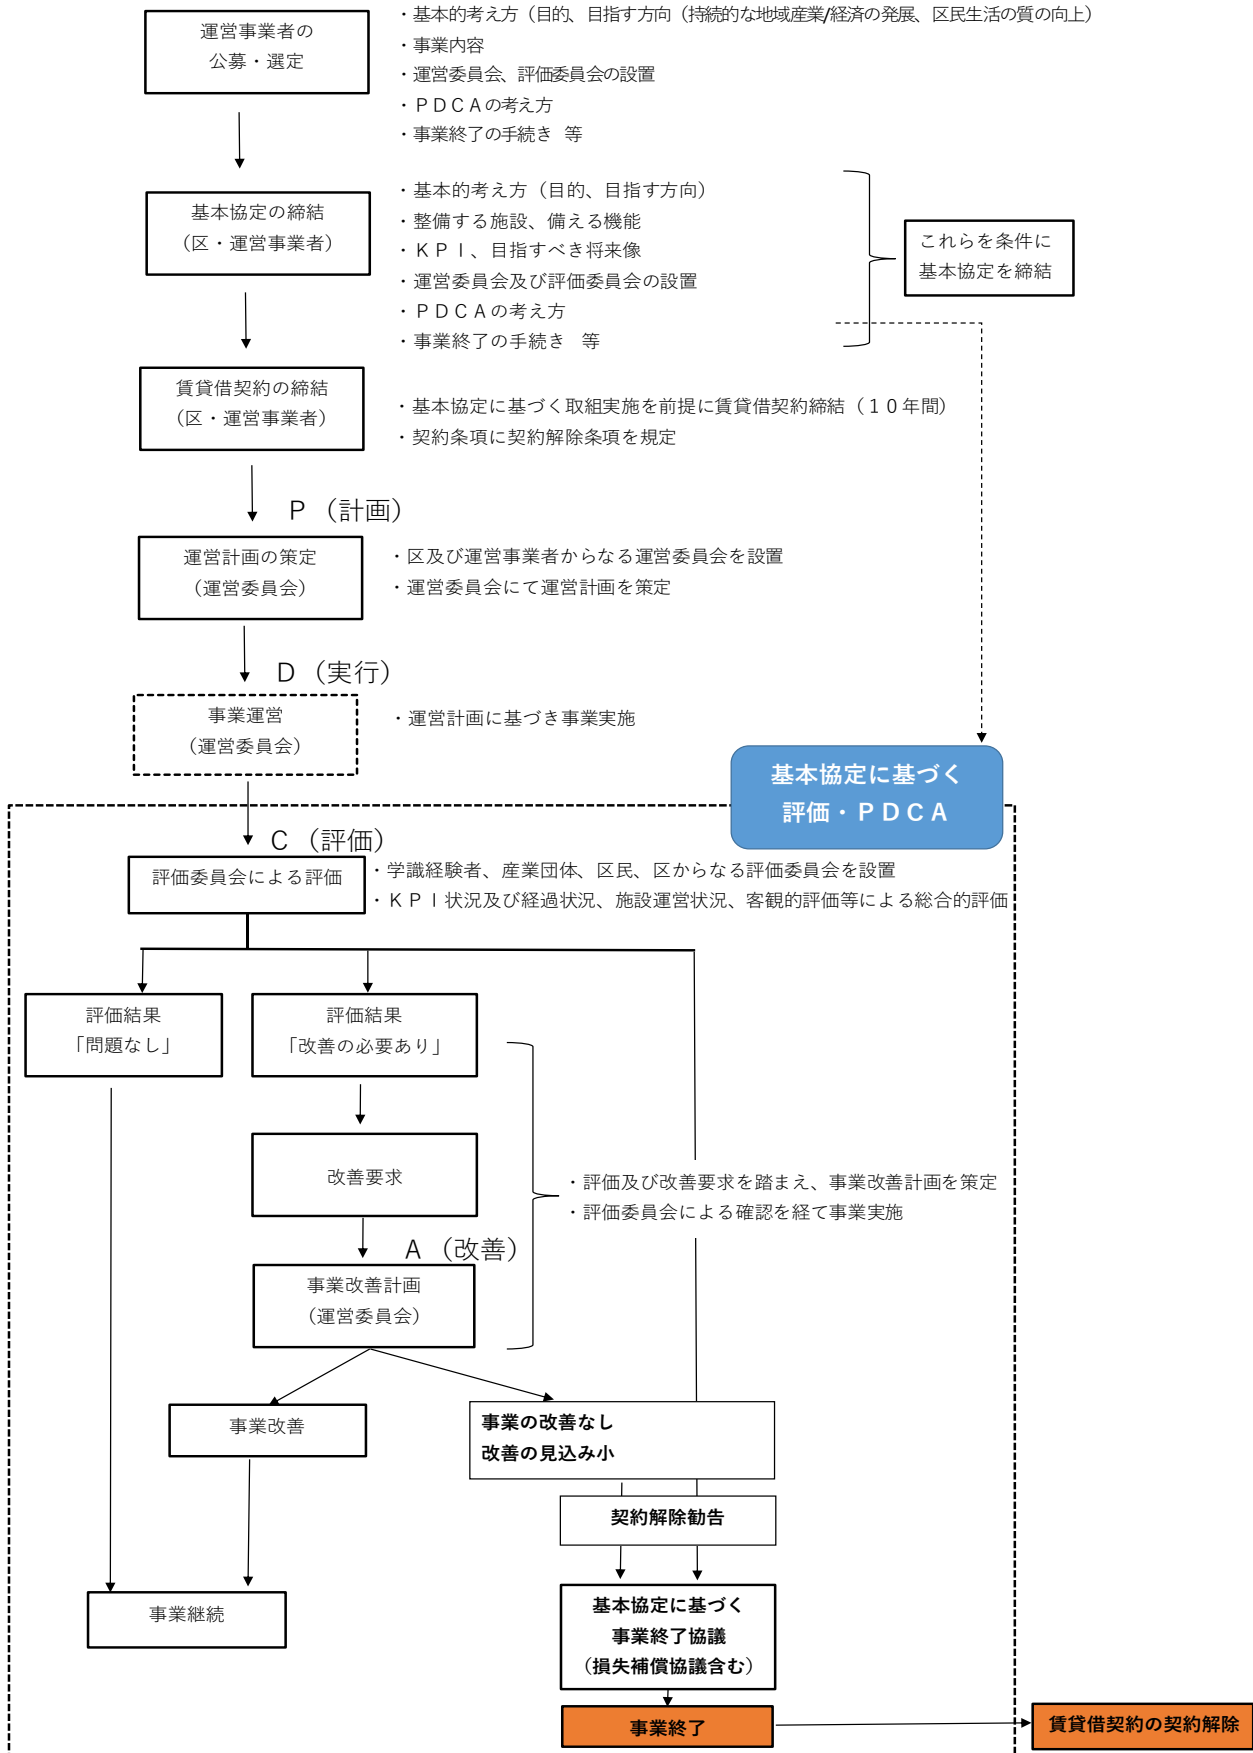 運営事業者の
公募・選定
・基本的考え方（目的、目指す方向（持続的な地域産業/経済の発展、区民生活の質の向上）
・事業内容
・運営委員会、評価委員会の設置
・ＰＤＣＡの考え方
・事業終了の手続き 等
基本協定の締結
（区・運営事業者）
・基本的考え方（目的、目指す方向）
・整備する施設、備える機能
・ＫＰＩ、目指すべき将来像
・運営委員会及び評価委員会の設置
・ＰＤＣＡの考え方
・事業終了の手続き 等
これらを条件に
基本協定を締結
賃貸借契約の締結
（区・運営事業者）
・基本協定に基づく取組実施を前提に賃貸借契約締結（１０年間）
・契約条項に契約解除条項を規定
Ｐ（計画）
運営計画の策定
（運営委員会）
・区及び運営事業者からなる運営委員会を設置
・運営委員会にて運営計画を策定
Ｄ（実行）
事業運営
（運営委員会）
・運営計画に基づき事業実施
基本協定に基づく
評価・ＰＤＣＡ
Ｃ（評価）
評価委員会による評価
・学識経験者、産業団体、区民、区からなる評価委員会を設置
・ＫＰＩ状況及び経過状況、施設運営状況、客観的評価等による総合的評価
評価結果
「問題なし」
評価結果
「改善の必要あり」
改善要求
・評価及び改善要求を踏まえ、事業改善計画を策定
・評価委員会による確認を経て事業実施
Ａ（改善）
事業改善計画
（運営委員会）
事業改善
事業の改善なし
改善の見込み小
契約解除勧告
事業継続
基本協定に基づく
事業終了協議
（損失補償協議含む）
事業終了
賃貸借契約の契約解除